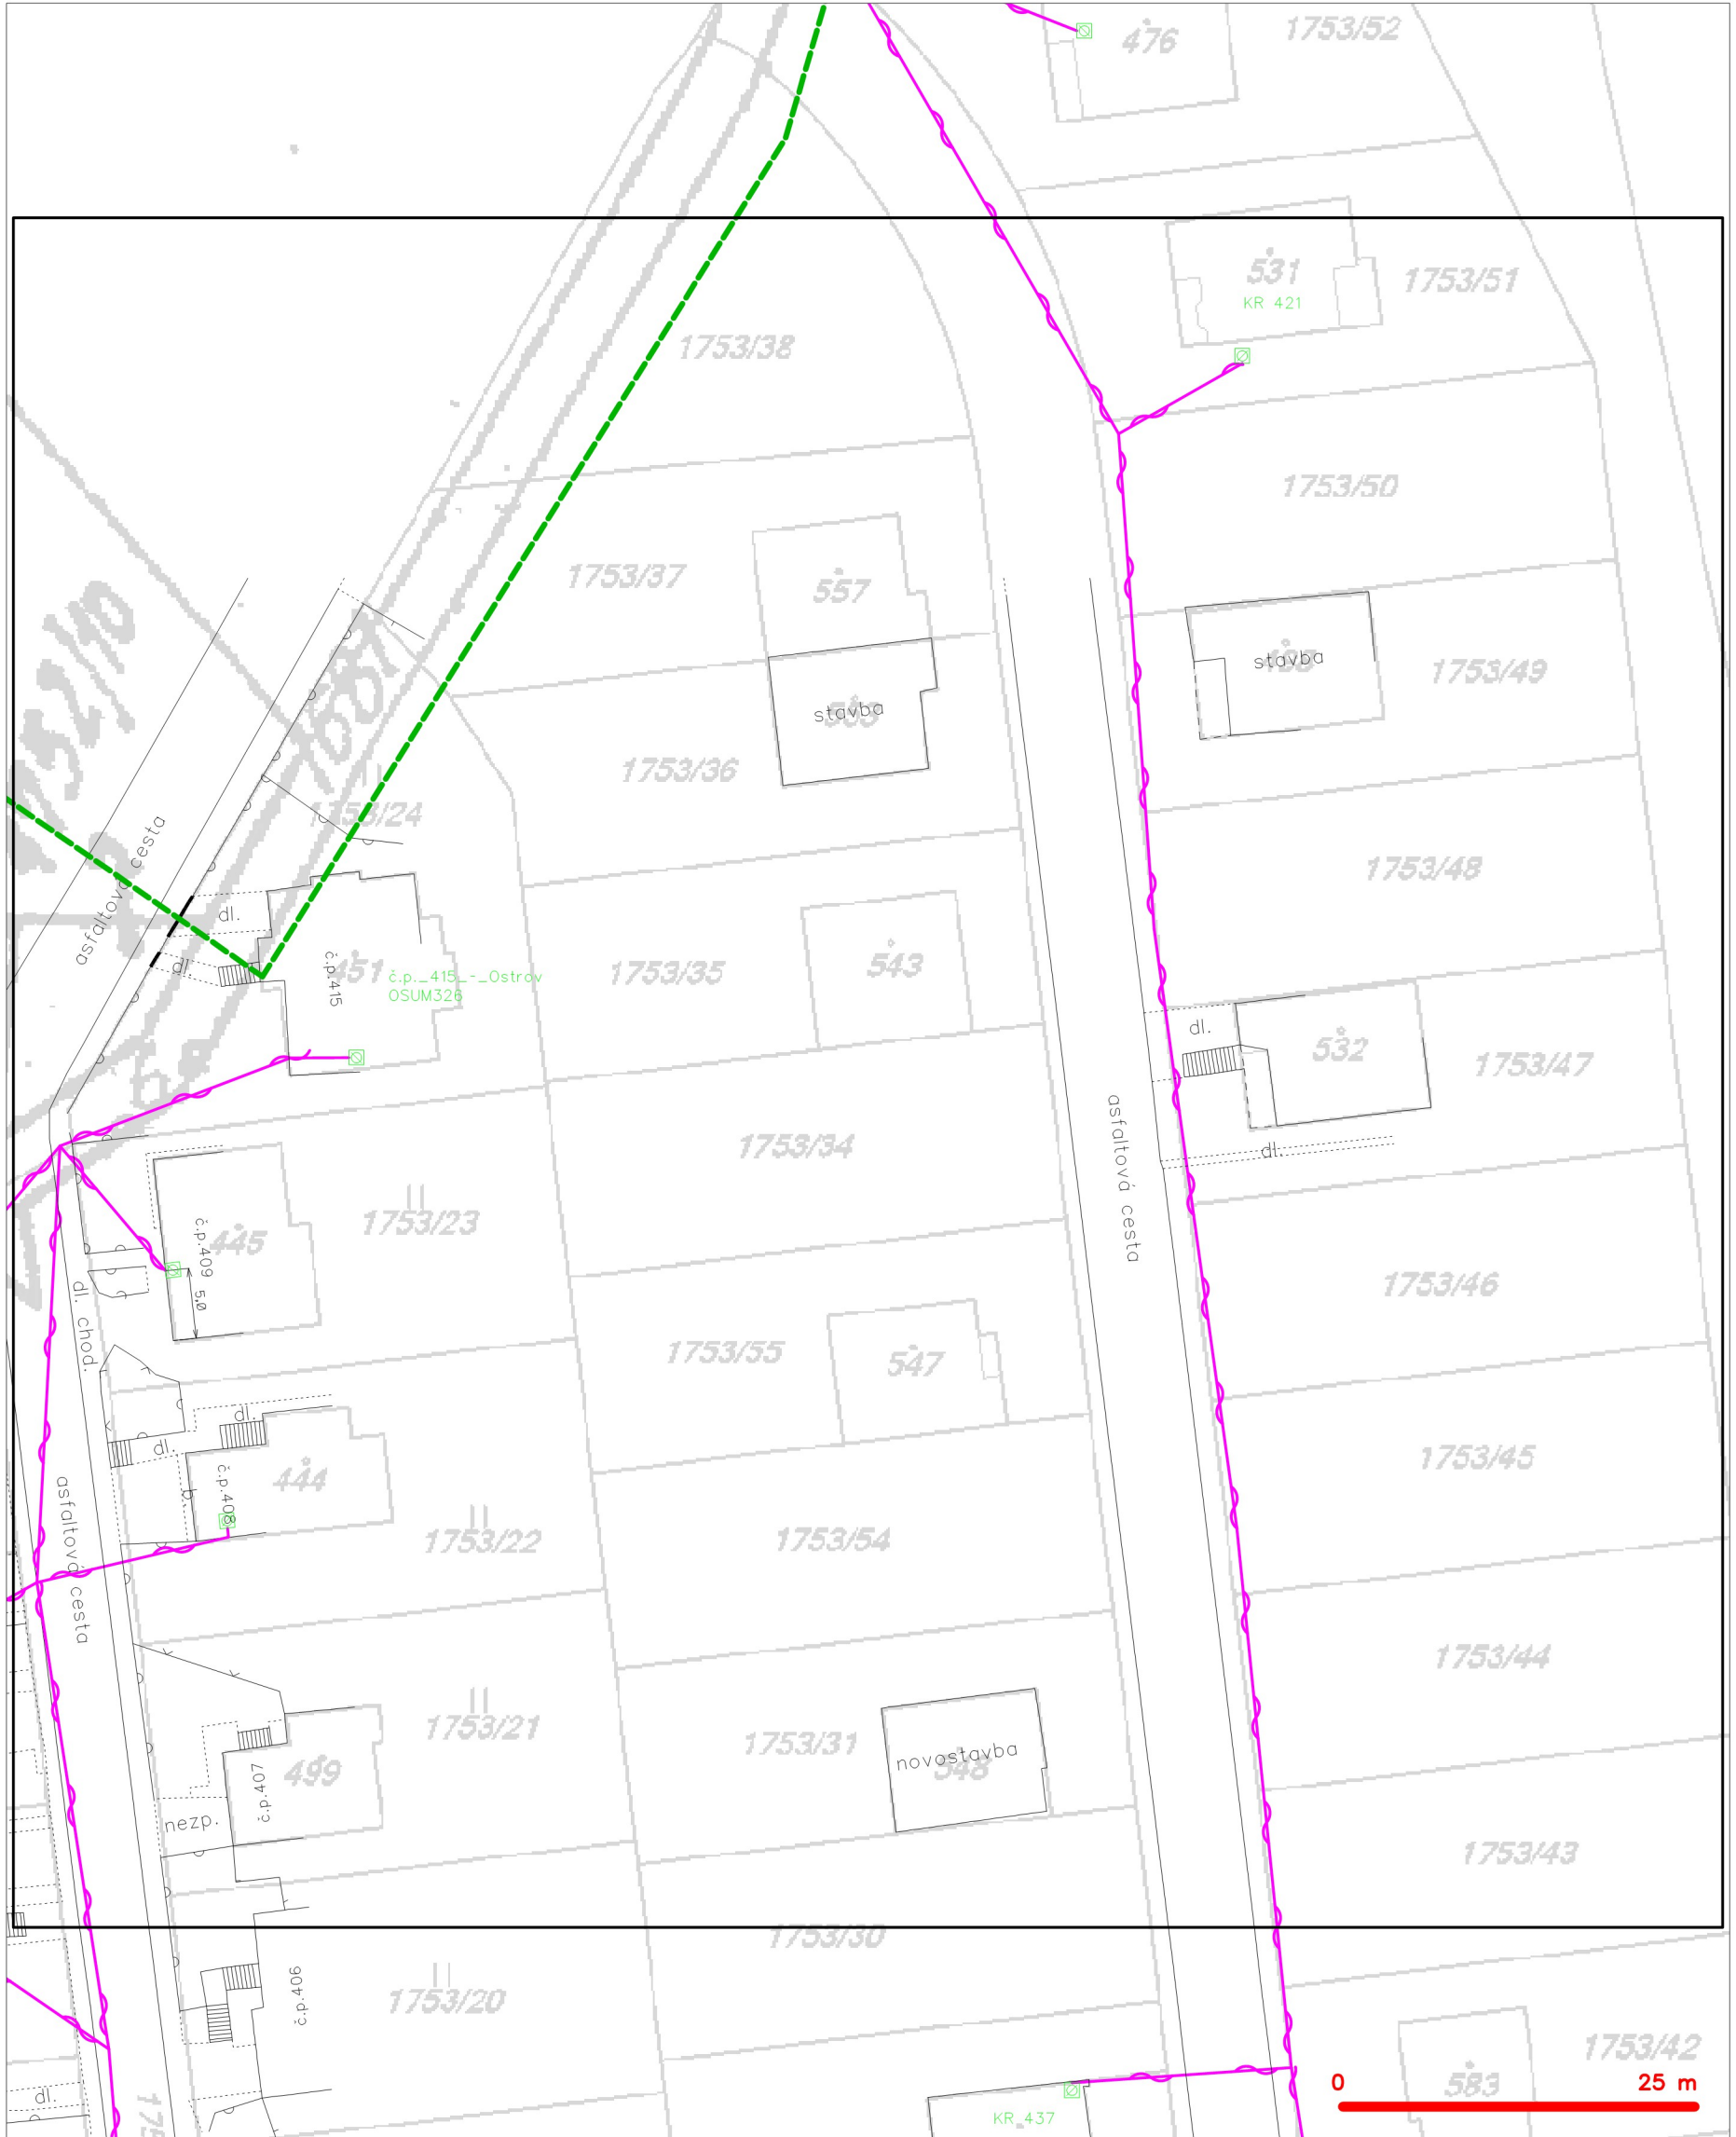 476
1753/52
531
KR 421
1753/51
1753/38
1753/50
1753/37
557
stavba
1753/49
stavba
1753/36
1753/24
1753/48
asfaltová cesta
dl.
dl.
č.p.415
451
č.p._415_-_Ostrov
OSUM326
1753/35
543
dl.
532
1753/47
asfaltová cesta
1753/34
dl.
1753/23
č.p.409
445
5,0
dl. chod.
1753/46
1753/55
547
dl.
dl.
b.
č.p.408
444
1753/45
asfaltová cesta
1753/22
1753/54
1753/44
1753/21
1753/31
novostavba
548
499
č.p.407
nezp.
1753/43
1753/30
č.p.406
1753/20
1753/42
583
0
25 m
dl.
KR_437